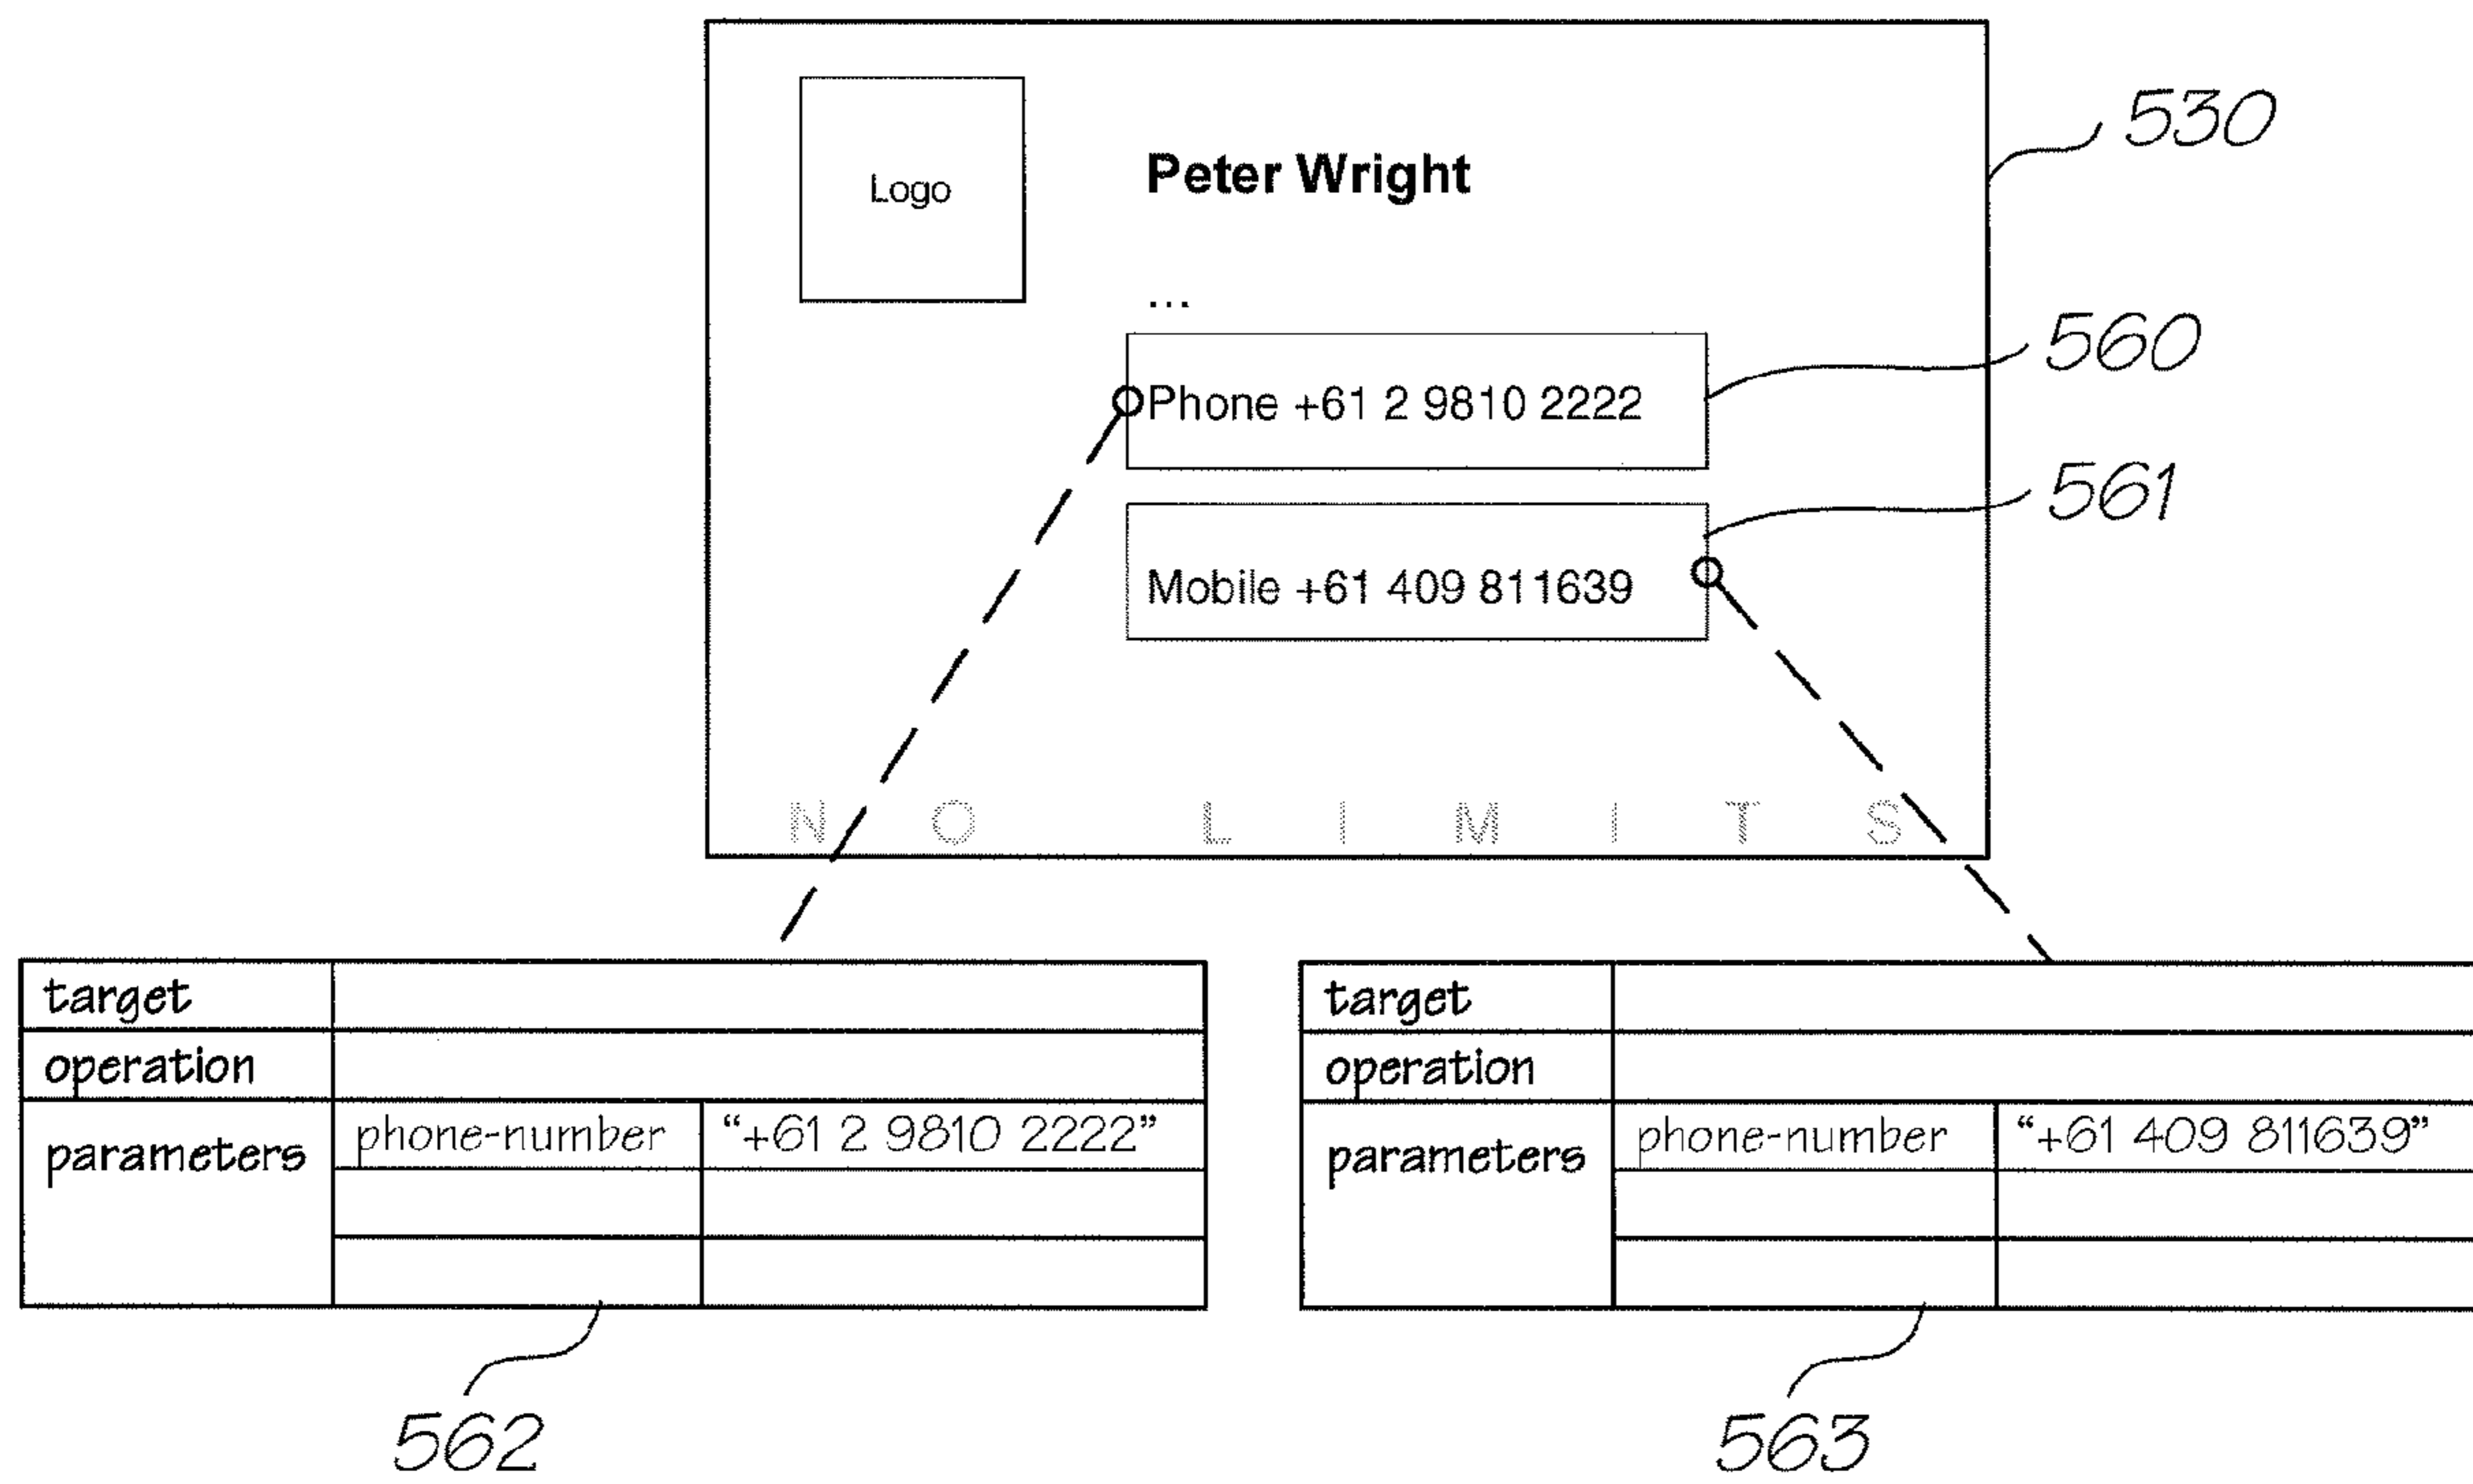 530
Logo
Peter Wright
...
560
Phone +61 2 9810 2222
561
Mobile +61 409 811639
N O L I M I T S
target
operation
parameters phone-number “+61 2 9810 2222”
562
target
operation
parameters phone-number “+61 409 811639”
563